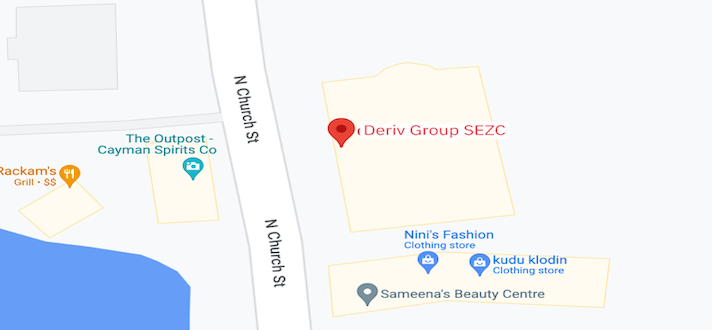 N Church St
Deriv Group SEZC
The Outpost -
Cayman Spirits Co
Rackam's
Grill • $$
N Church St
Nini's Fashion
Clothing store
kudu klodin
Clothing store
Sameena's Beauty Centre